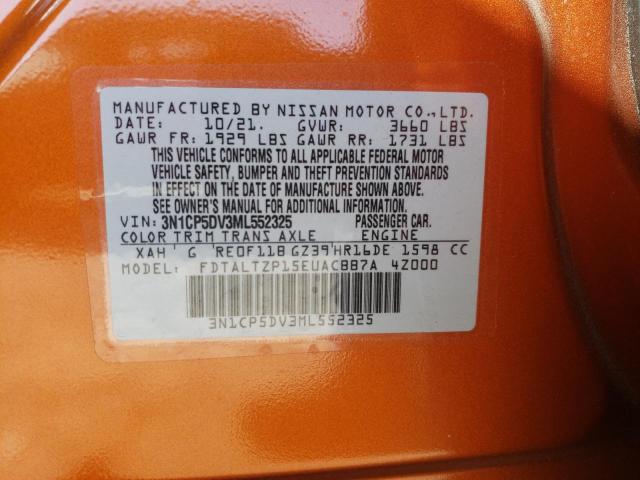 MANUFACTURED BY NISSAN MOTOR CO., LTD.
DATE: 10/21. GVWR: 3660 LBS
GAWR FR: 1929 LBS GAWR RR: 1731 LBS
THIS VEHICLE CONFORMS TO ALL APPLICABLE FEDERAL MOTOR
VEHICLE SAFETY, BUMPER AND THEFT PREVENTION STANDARDS
IN EFFECT ON THE DATE OF MANUFACTURE SHOWN ABOVE.
SEE OWNER'S MANUAL FOR ADDITIONAL INFORMATION.
VIN: 3N1CP5DV3ML552325 PASSENGER CAR.
COLOR TRIM TRANS AXLE ENGINE
XAH ' G 'RE0F11B GZ39'HR16DE 1598 CC
MODEL: FDTALTZP15EUACBB7A 4Z000
3N1CP5DV3ML552325